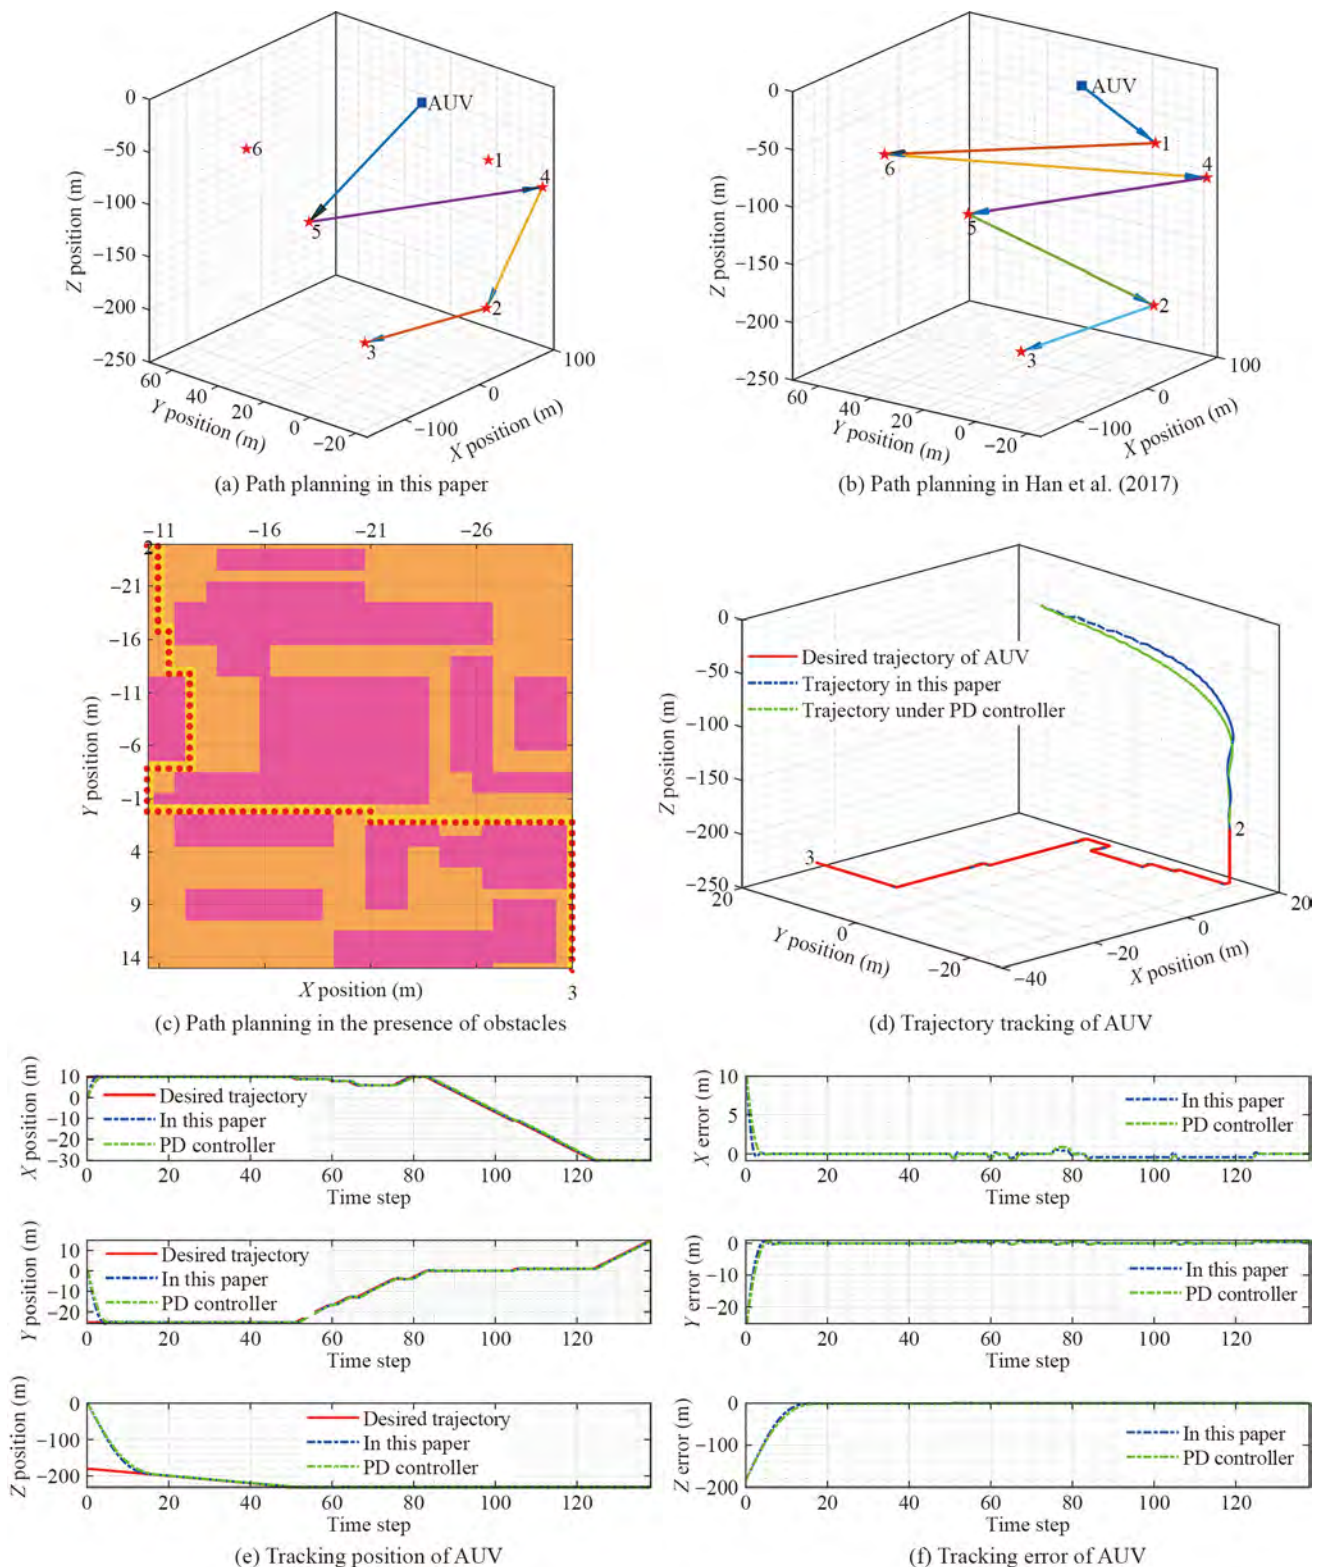 0
−50
−100
−150
−200
−250
Z position (m)
60
40
20
0
−20
Y position (m)
−100
0
100
X position (m)
AUV
1
2
3
4
5
6
(a) Path planning in this paper
0
−50
−100
−150
−200
−250
Z position (m)
60
40
20
0
−20
Y position (m)
−100
0
100
X position (m)
AUV
1
2
3
4
5
6
(b) Path planning in Han et al. (2017)
−11 −16 −21 −26
2
−21
−16
−11
−6
−1
4
9
14
Y position (m)
X position (m)
3
(c) Path planning in the presence of obstacles
0
−50
−100
−150
−200
−250
Z position (m)
Desired trajectory of AUV
Trajectory in this paper
Trajectory under PD controller
2
3
20
0
−20
Y position (m)
−40
−20
0
20
X position (m)
(d) Trajectory tracking of AUV
10
0
−10
−20
−30
X position (m)
Desired trajectory
In this paper
PD controller
0 20 40 60 80 100 120
Time step
10
0
−10
−20
Y position (m)
Desired trajectory
In this paper
PD controller
0 20 40 60 80 100 120
Time step
0
−100
−200
Z position (m)
Desired trajectory
In this paper
PD controller
0 20 40 60 80 100 120
Time step
(e) Tracking position of AUV
10
5
0
X error (m)
In this paper
PD controller
0 20 40 60 80 100 120
Time step
0
−10
−20
Y error (m)
In this paper
PD controller
0 20 40 60 80 100 120
Time step
0
−100
−200
Z error (m)
In this paper
PD controller
0 20 40 60 80 100 120
Time step
(f) Tracking error of AUV